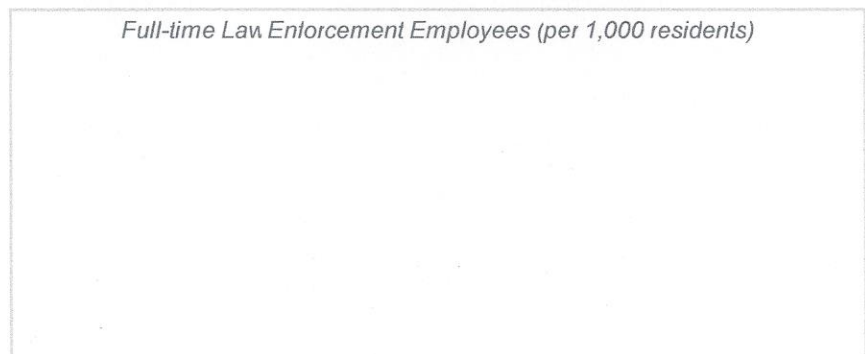 Full-time Law Enforcement Employees (per 1,000 residents)